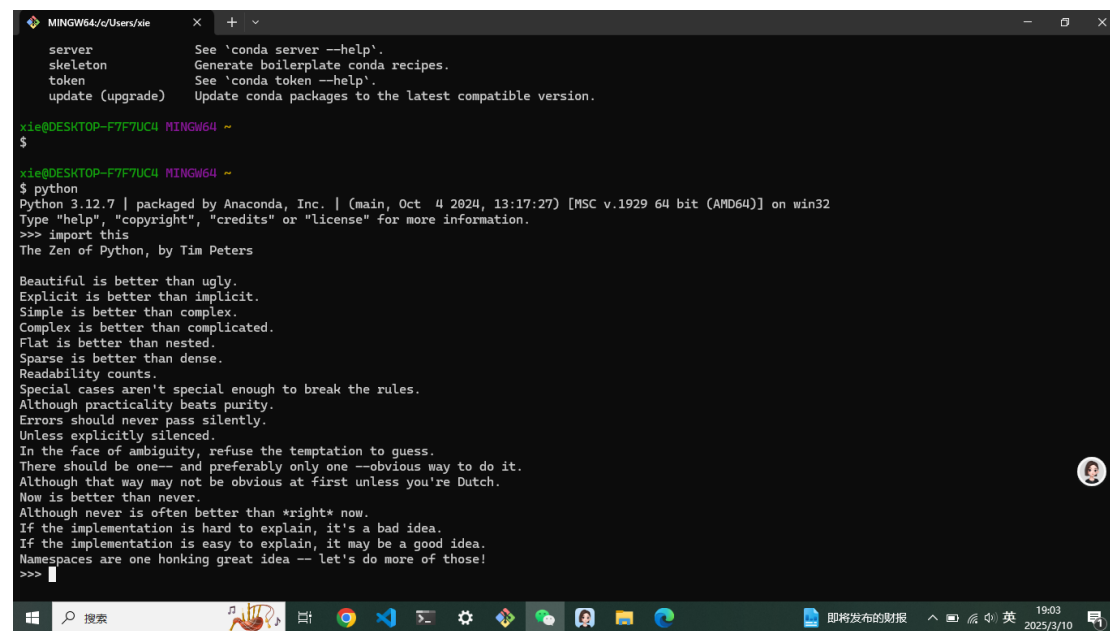 MINGW64:/c/Users/xie
server See `conda server --help`.
skeleton Generate boilerplate conda recipes.
token See `conda token --help`.
update (upgrade) Update conda packages to the latest compatible version.
xie@DESKTOP-F7F7UC4 MINGW64 ~
$
xie@DESKTOP-F7F7UC4 MINGW64 ~
$ python
Python 3.12.7 | packaged by Anaconda, Inc. | (main, Oct  4 2024, 13:17:27) [MSC v.1929 64 bit (AMD64)] on win32
Type "help", "copyright", "credits" or "license" for more information.
>>> import this
The Zen of Python, by Tim Peters
Beautiful is better than ugly.
Explicit is better than implicit.
Simple is better than complex.
Complex is better than complicated.
Flat is better than nested.
Sparse is better than dense.
Readability counts.
Special cases aren't special enough to break the rules.
Although practicality beats purity.
Errors should never pass silently.
Unless explicitly silenced.
In the face of ambiguity, refuse the temptation to guess.
There should be one-- and preferably only one --obvious way to do it.
Although that way may not be obvious at first unless you're Dutch.
Now is better than never.
Although never is often better than *right* now.
If the implementation is hard to explain, it's a bad idea.
If the implementation is easy to explain, it may be a good idea.
Namespaces are one honking great idea -- let's do more of those!
>>>
搜索 即将发布的财报 英 19:03
2025/3/10 1